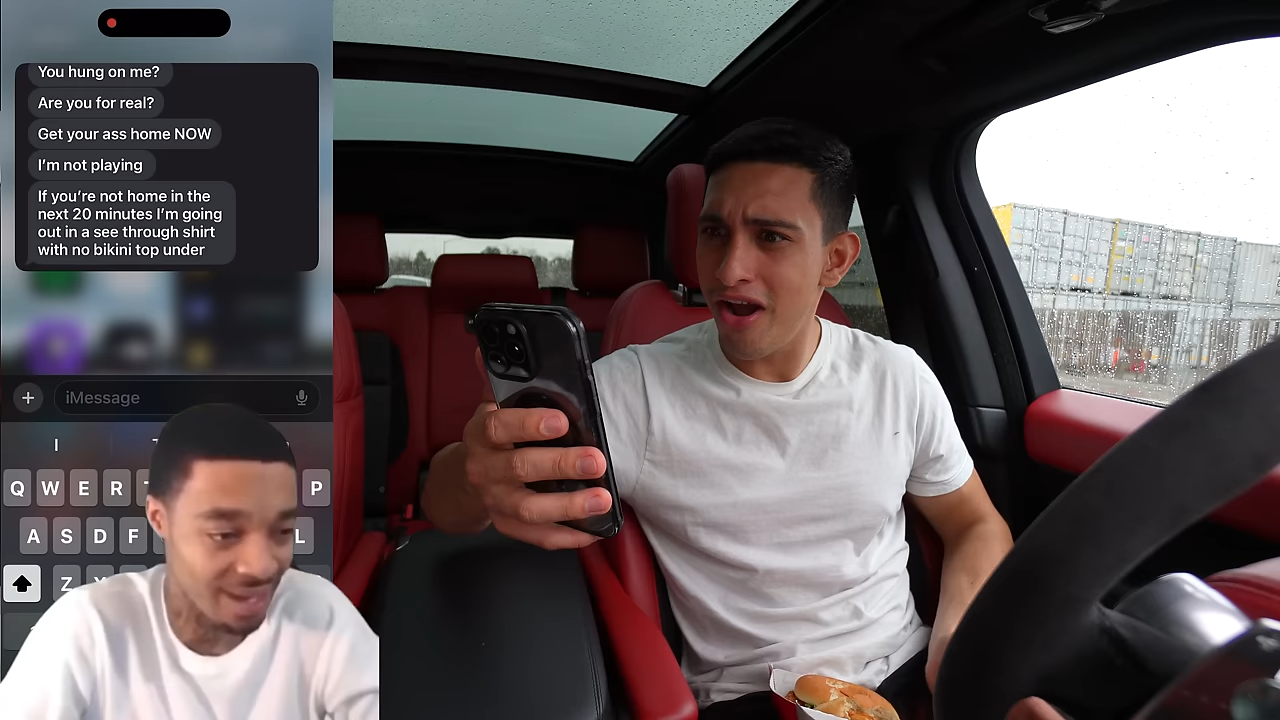 You hung on me?
Are you for real?
Get your ass home NOW
I'm not playing
If you're not home in the
next 20 minutes I'm going
out in a see through shirt
with no bikini top under
iMessage
I
Q W E R P
A S D F L
Z